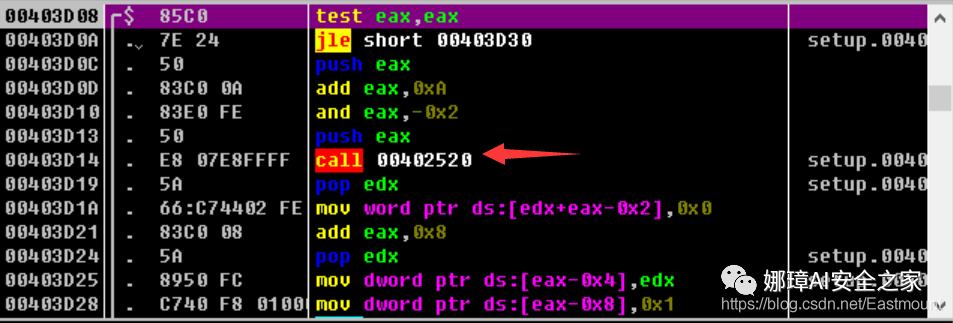 00403D08 $ 85C0 test eax,eax
00403D0A . 7E 24 jle short 00403D30 setup.0040
00403D0C . 50 push eax
00403D0D . 83C0 0A add eax,0xA
00403D10 . 83E0 FE and eax,-0x2
00403D13 . 50 push eax
00403D14 . E8 07E8FFFF call 00402520 setup.0040
00403D19 . 5A pop edx setup.0040
00403D1A . 66:C74402 FE mov word ptr ds:[edx+eax-0x2],0x0
00403D21 . 83C0 08 add eax,0x8
00403D24 . 5A pop edx setup.0040
00403D25 . 8950 FC mov dword ptr ds:[eax-0x4],edx
00403D28 . C740 F8 0100 mov dword ptr ds:[eax-0x8],0x1
娜璋AI安全之家
https://blog.csdn.net/Eastmount